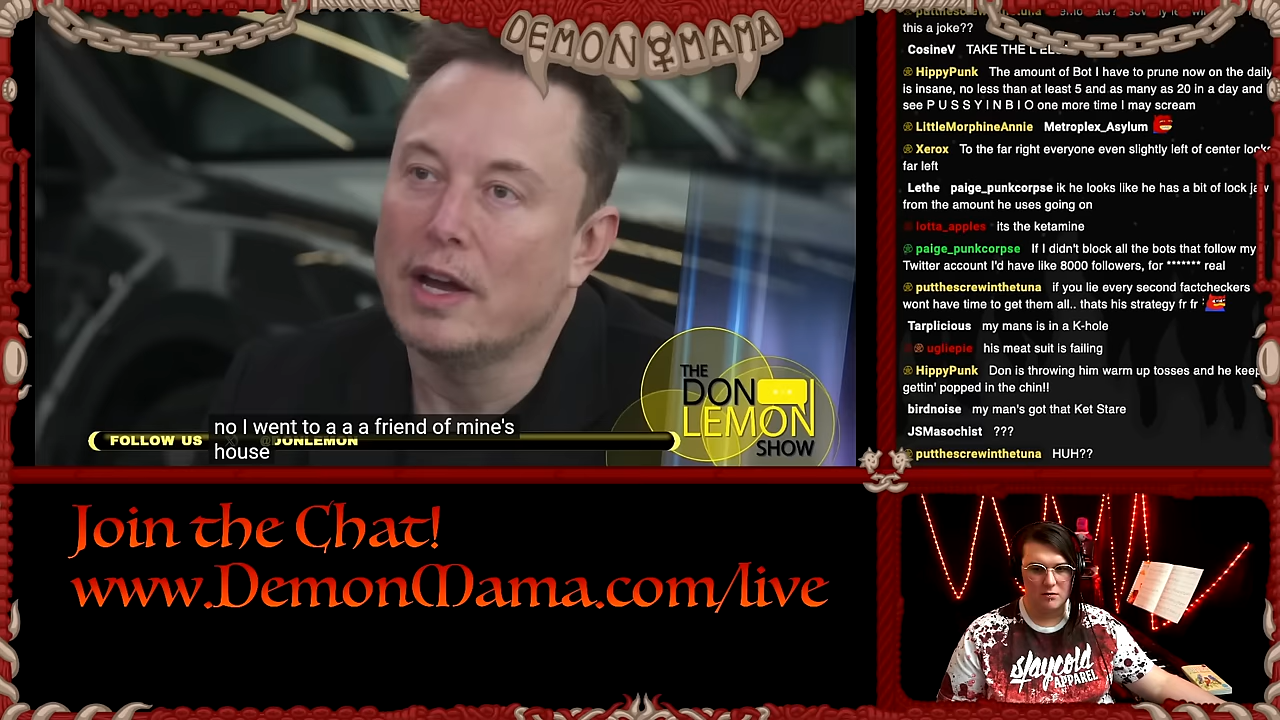 DEMON MAMA
this a joke??
CosineV TAKE THE L
HippyPunk The amount of Bot I have to prune now on the daily
is insane, no less than at least 5 and as many as 20 in a day and
see P U S S Y I N B I O one more time I may scream
LittleMorphineAnnie Metroplex_Asylum
Xerox To the far right everyone even slightly left of center looks
far left
Lethe paige_punkcorpse ik he looks like he has a bit of lock jaw
from the amount he uses going on
lotta_apples its the ketamine
paige_punkcorpse If I didn't block all the bots that follow my
Twitter account I'd have like 8000 followers, for ******* real
putthescrewinthetuna if you lie every second factcheckers
wont have time to get them all.. thats his strategy fr fr
Tarplicious my mans is in a K-hole
ugliepie his meat suit is failing
HippyPunk Don is throwing him warm up tosses and he keep
gettin' popped in the chin!!
birdnoise my man's got that Ket Stare
JSMasochist ???
putthescrewinthetuna HUH??
THE
DON
LEMON
SHOW
no I went to a a a friend of mine's
house
FOLLOW US @DONLEMON
Join the Chat!
www.DemonMama.com/live
staycold
APPAREL